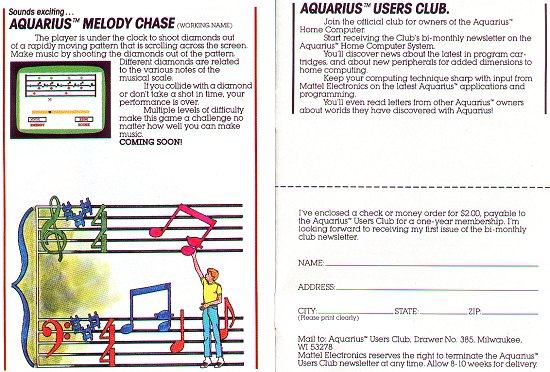 Sounds exciting...
AQUARIUS™ MELODY CHASE (WORKING NAME)
The player is under the clock to shoot diamonds out
of a rapidly moving pattern that is scrolling across the screen.
Make music by shooting the diamonds out of the pattern.
Different diamonds are related
to the various notes of the
musical scale.
If you collide with a diamond
or don't take a shot in time, your
performance is over.
Multiple levels of difficulty
make this game a challenge no
matter how well you can make
music.
COMING SOON!
AQUARIUS™ USERS CLUB.
Join the official club for owners of the Aquarius™
Home Computer.
Start receiving the Club's bi-monthly newsletter on the
Aquarius™ Home Computer System.
You'll discover news about the latest in program car-
tridges, and about new peripherals for added dimensions to
home computing.
Keep your computing technique sharp with input from
Mattel Electronics on the latest Aquarius™ applications and
programming.
You'll even read letters from other Aquarius™ owners
about worlds they have discovered with Aquarius!
I've enclosed a check or money order for $2.00, payable to
the Aquarius™ Users Club for a one-year membership. I'm
looking forward to receiving my first issue of the bi-monthly
club newsletter.
NAME:
ADDRESS:
CITY: STATE: ZIP:
(Please print clearly)
Mail to: Aquarius™ Users Club, Drawer No. 385, Milwaukee,
WI 53278
Mattel Electronics reserves the right to terminate the Aquarius™
Users Club newsletter at any time. Allow 8-10 weeks for delivery.